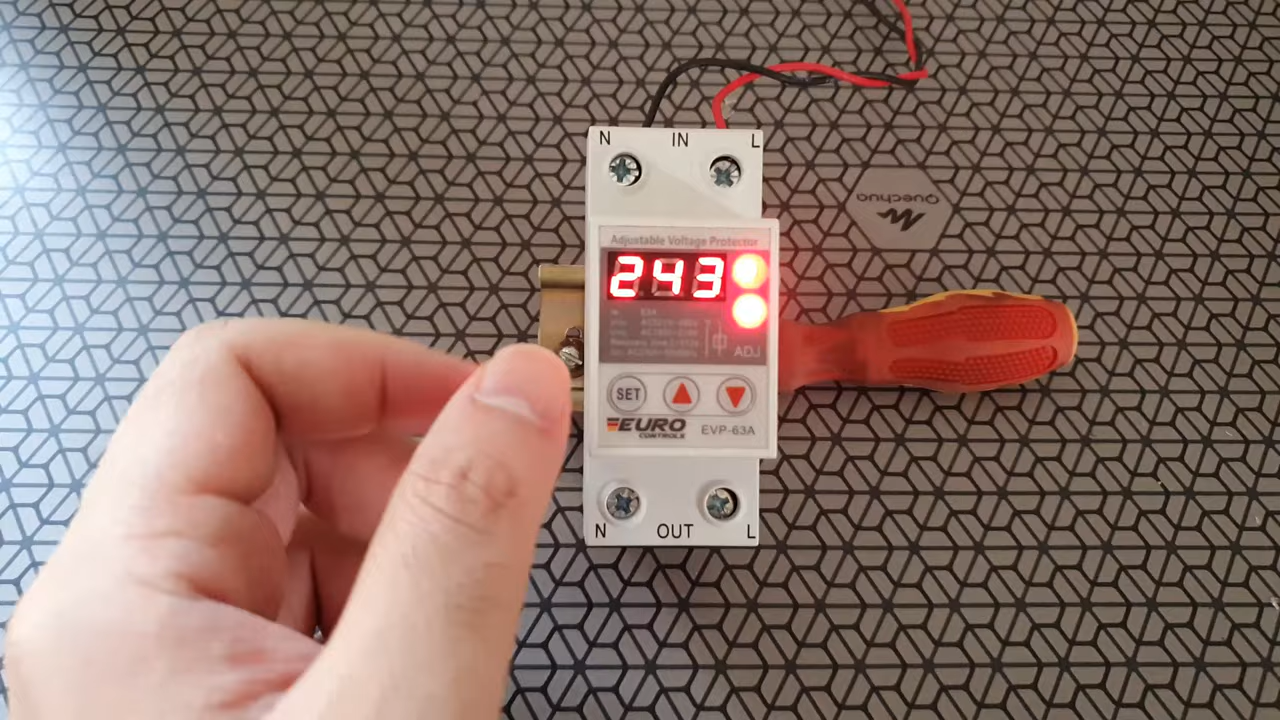 N IN L
Quechua
Adjustable Voltage Protector
243
ADJ
SET
EURO
CONTROLS
EVP-63A
N OUT L